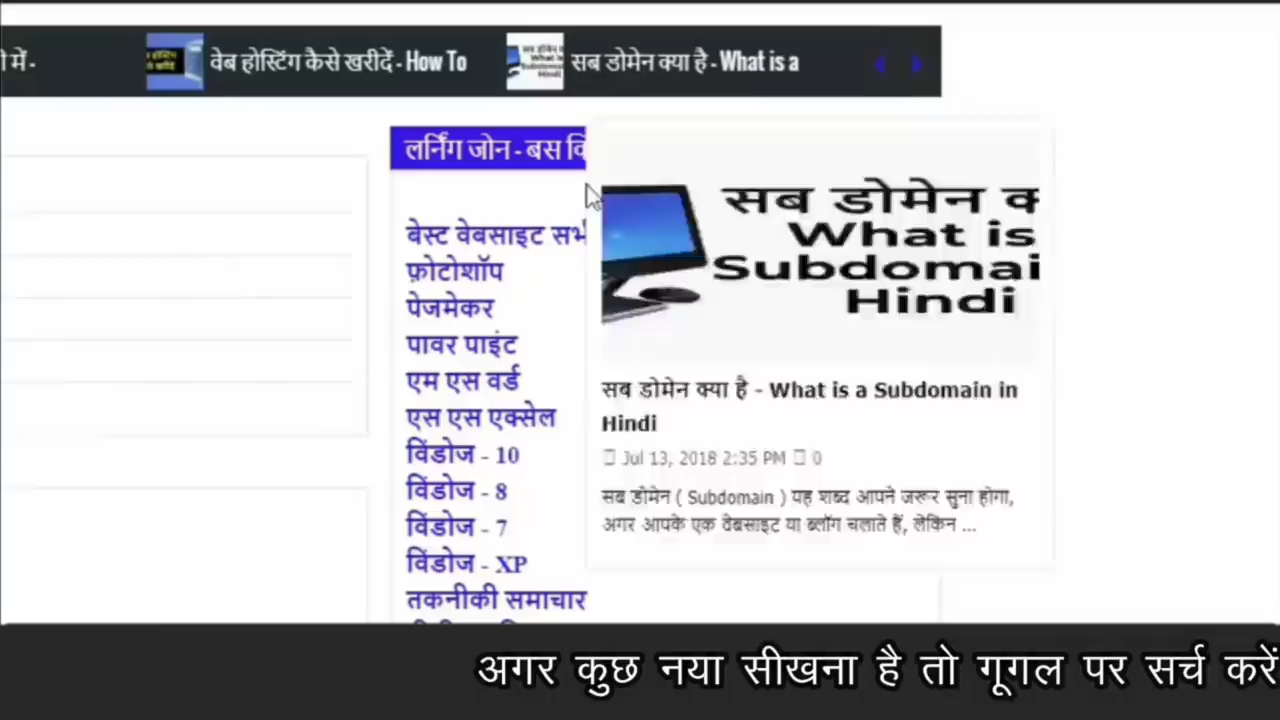 में -
वेब होस्टिंग कैसे खरीदें - How To
सब डोमेन क्या है - What is a
लर्निंग जोन - बस
बेस्ट वेबसाइट
फ़ोटोशॉप
पेजमेकर
पावर पाइंट
एम एस वर्ड
एस एस एक्सेल
विंडोज - 10
विंडोज - 8
विंडोज - 7
विंडोज - XP
तकनीकी समाचार
सब डोमेन
What is
Subdomai
Hindi
सब डोमेन क्या है - What is a Subdomain in
Hindi
Jul 13, 2018 2:35 PM 0
सब डोमेन ( Subdomain ) यह शब्द आपने जरूर सुना होगा,
अगर आपके एक वेबसाइट या ब्लॉग चलाते हैं, लेकिन ...
अगर कुछ नया सीखना है तो गूगल पर सर्च करें